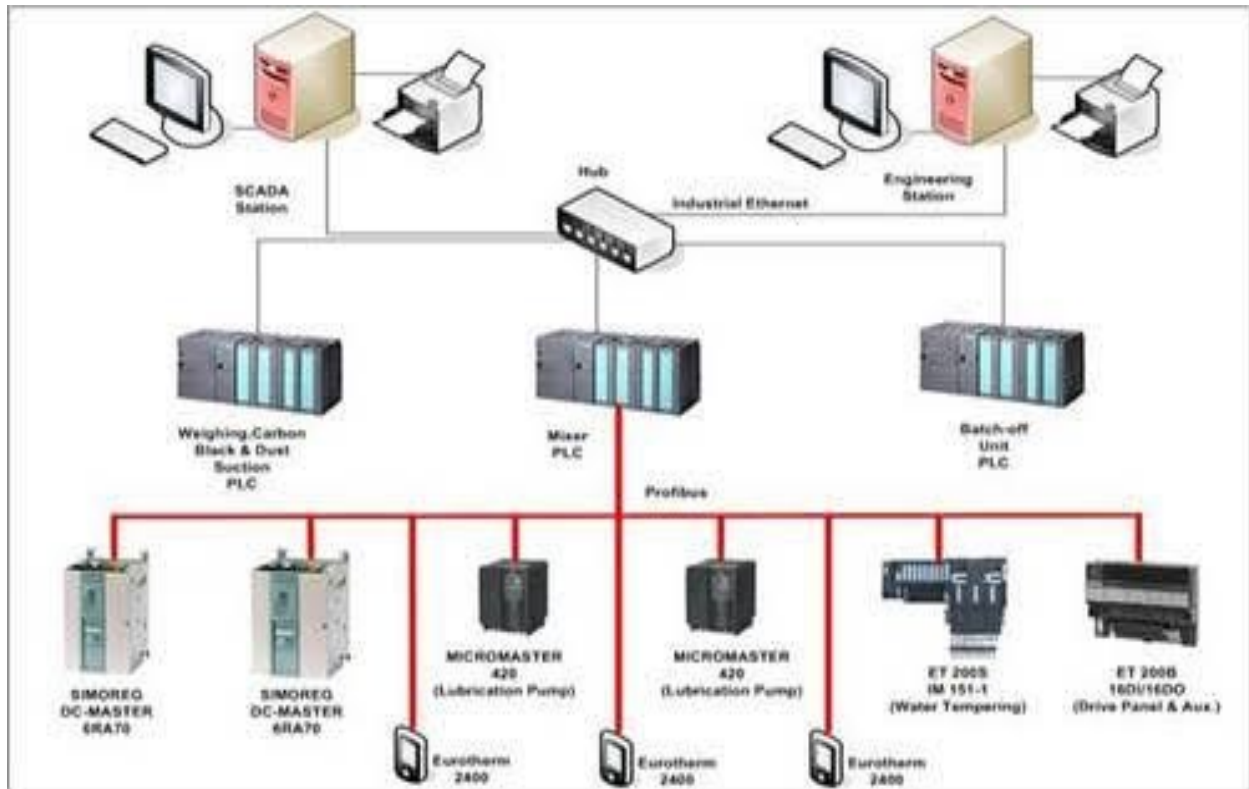 SCADA
Station
Hub
Industrial Ethernet
Engineering
Station
Weighing,Carbon
Black & Dust
Suction
PLC
Mixer
PLC
Batch-off
Unit
PLC
Profibus
SIMOREG
DC-MASTER
6RA70
SIMOREG
DC-MASTER
6RA70
MICROMASTER
420
(Lubrication Pump)
MICROMASTER
420
(Lubrication Pump)
ET 200S
IM 151-1
(Water Tempering)
ET 200B
16DI/16DO
(Drive Panel & Aux.)
Eurotherm
2400
Eurotherm
2400
Eurotherm
2400